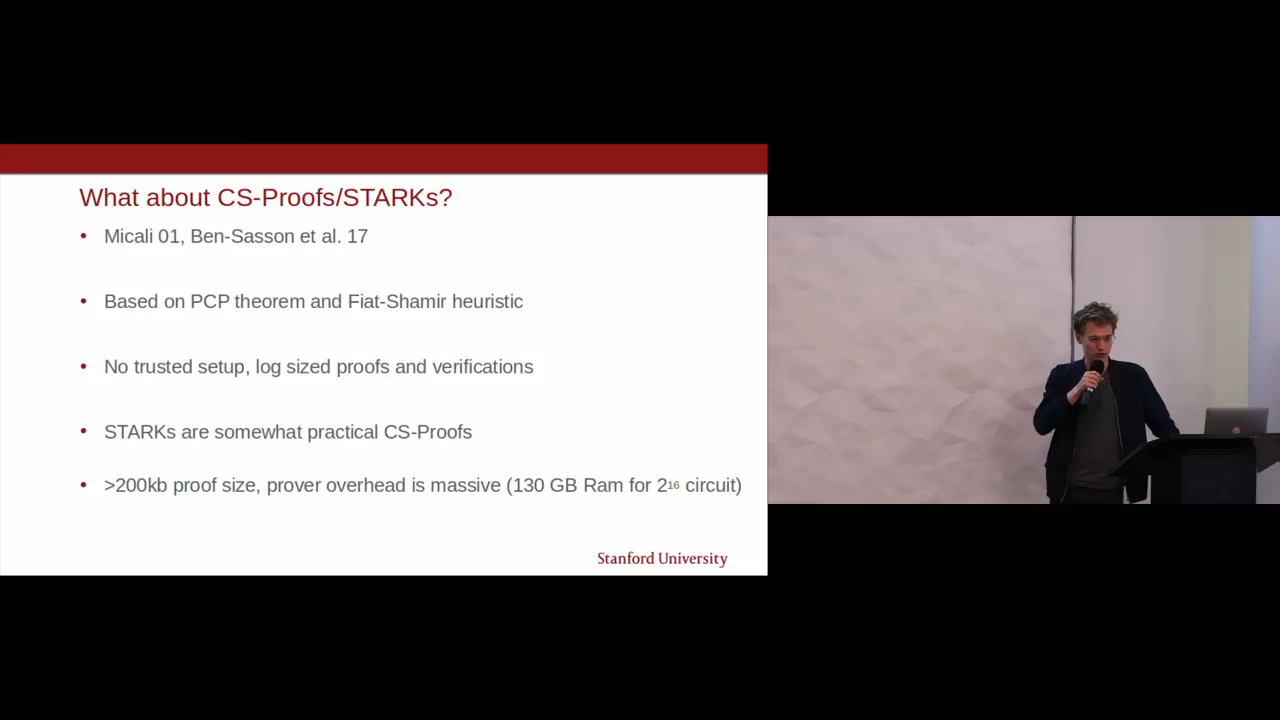 What about CS-Proofs/STARKs?
• Micali 01, Ben-Sasson et al. 17
• Based on PCP theorem and Fiat-Shamir heuristic
• No trusted setup, log sized proofs and verifications
• STARKs are somewhat practical CS-Proofs
• >200kb proof size, prover overhead is massive (130 GB Ram for 2¹⁶ circuit)
Stanford University